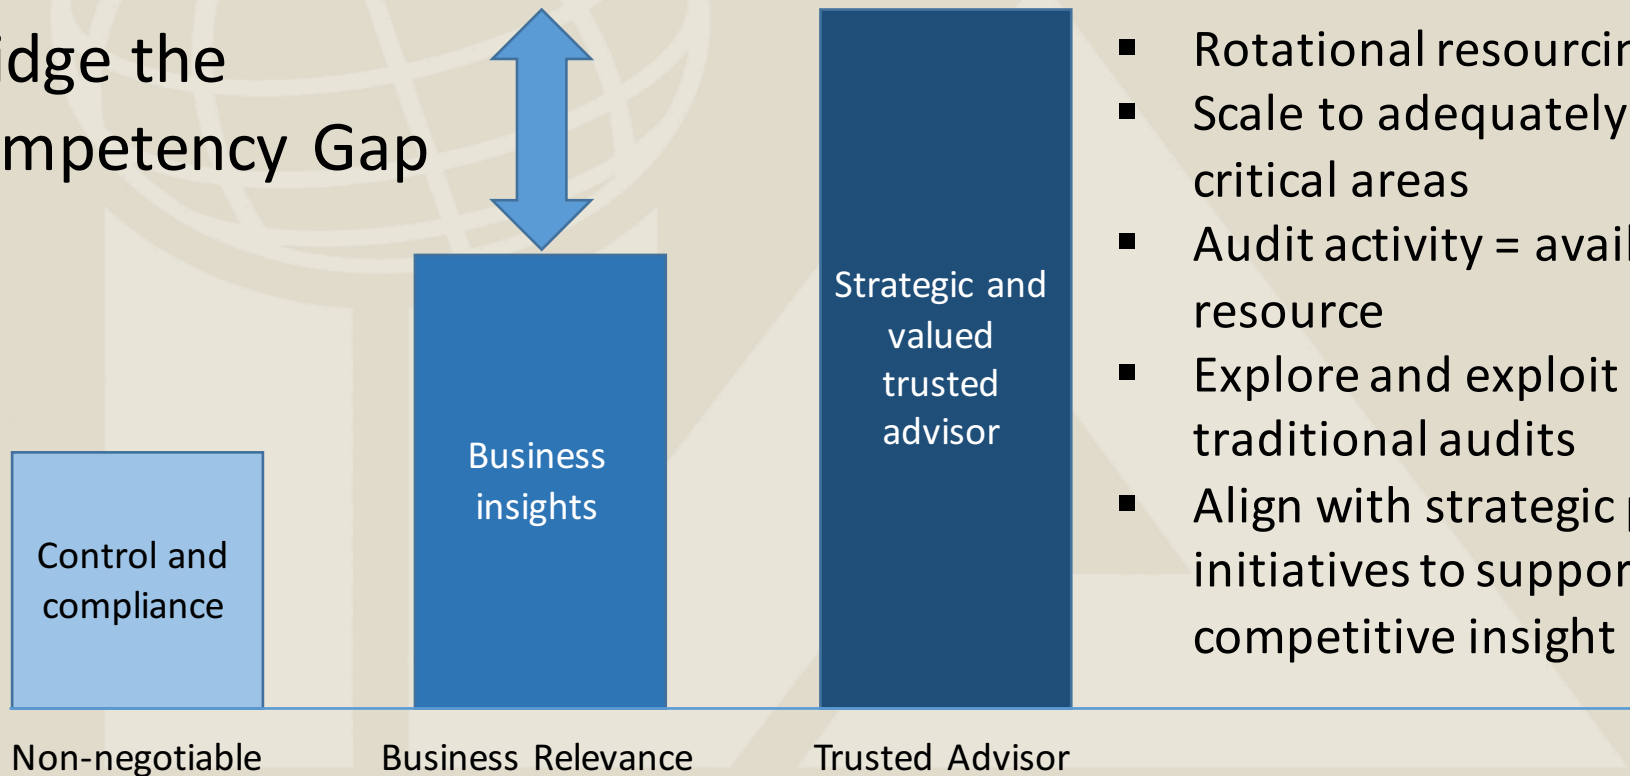 idge the
mpetency Gap
Control and
compliance
Business
insights
Strategic and
valued
trusted
advisor
Non-negotiable
Business Relevance
Trusted Advisor
Rotational resourcin
Scale to adequately
critical areas
Audit activity = avail
resource
Explore and exploit
traditional audits
Align with strategic
initiatives to suppor
competitive insight